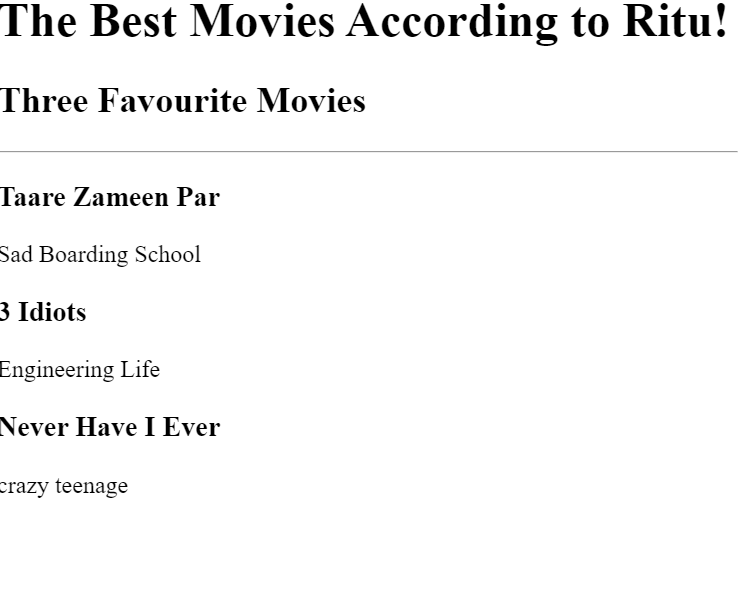 The Best Movies According to Ritu!
Three Favourite Movies
Taare Zameen Par
Sad Boarding School
3 Idiots
Engineering Life
Never Have I Ever
crazy teenage